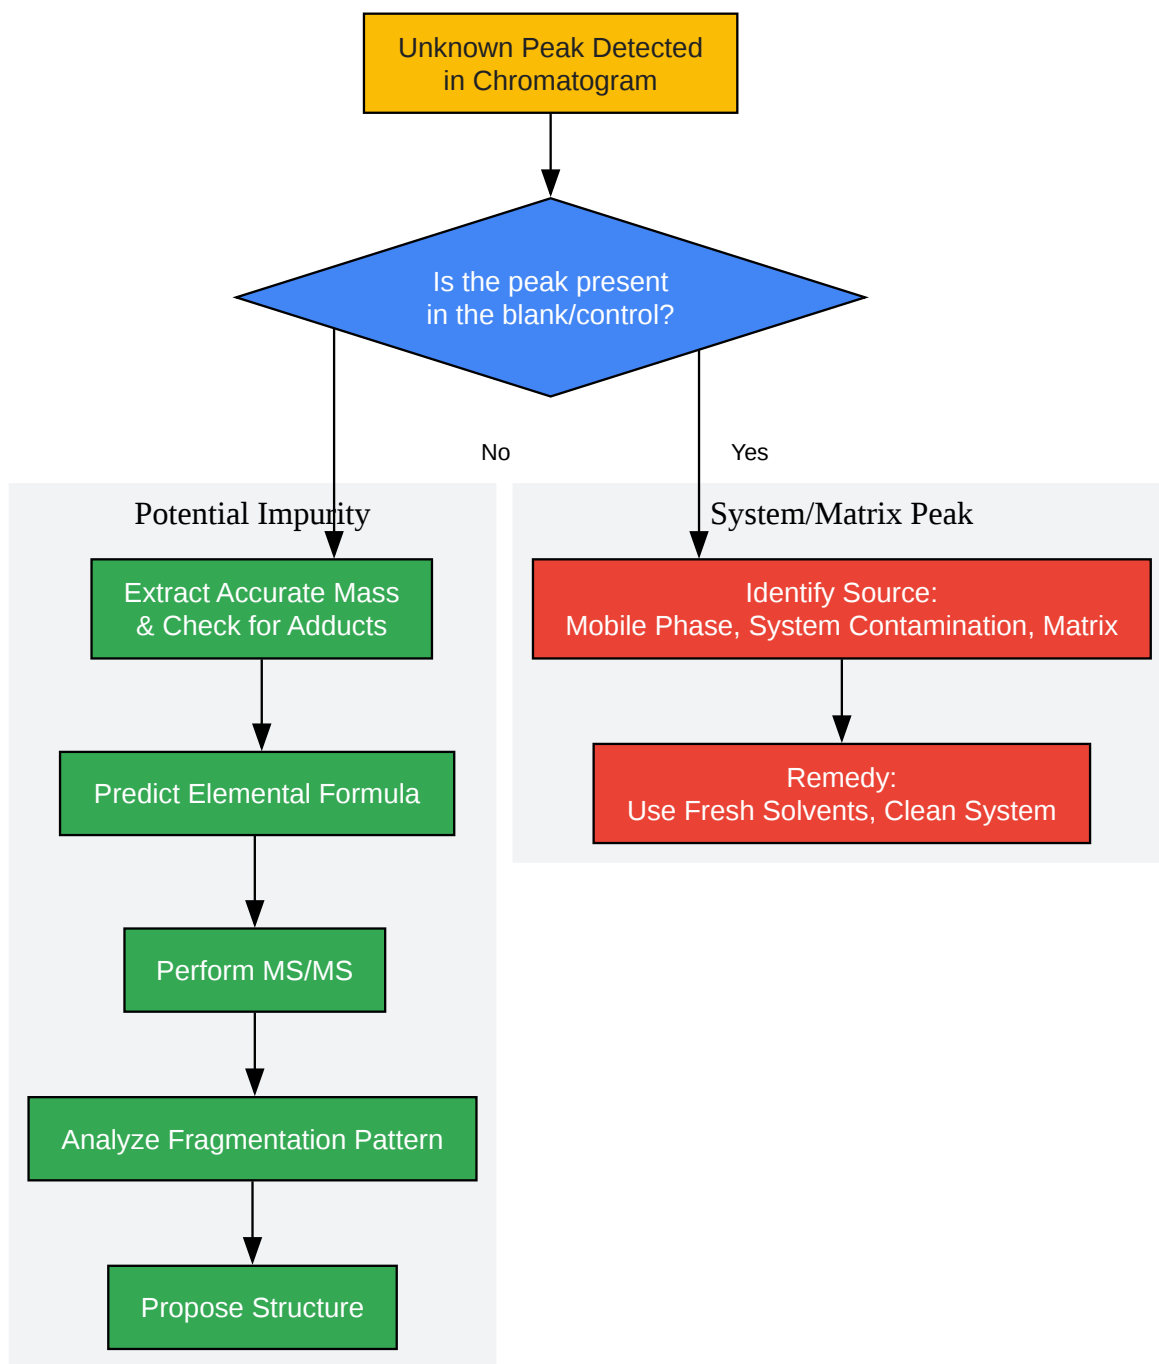 Unknown Peak Detected
in Chromatogram
Is the peak present
in the blank/control?
No
Yes
Potential Impurity
Extract Accurate Mass
& Check for Adducts
Predict Elemental Formula
Perform MS/MS
Analyze Fragmentation Pattern
Propose Structure
System/Matrix Peak
Identify Source:
Mobile Phase, System Contamination, Matrix
Remedy:
Use Fresh Solvents, Clean System